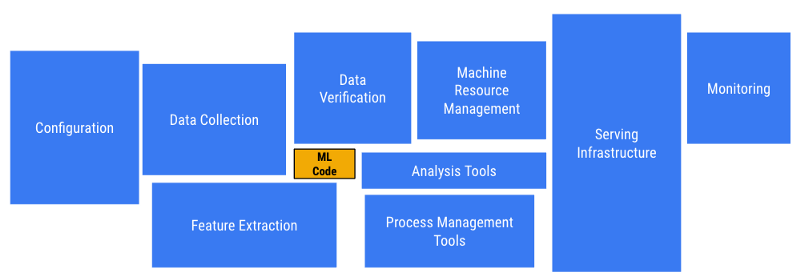 Configuration
Data Collection
Data
Verification
Machine
Resource
Management
Serving
Infrastructure
Monitoring
ML
Code
Analysis Tools
Feature Extraction
Process Management
Tools